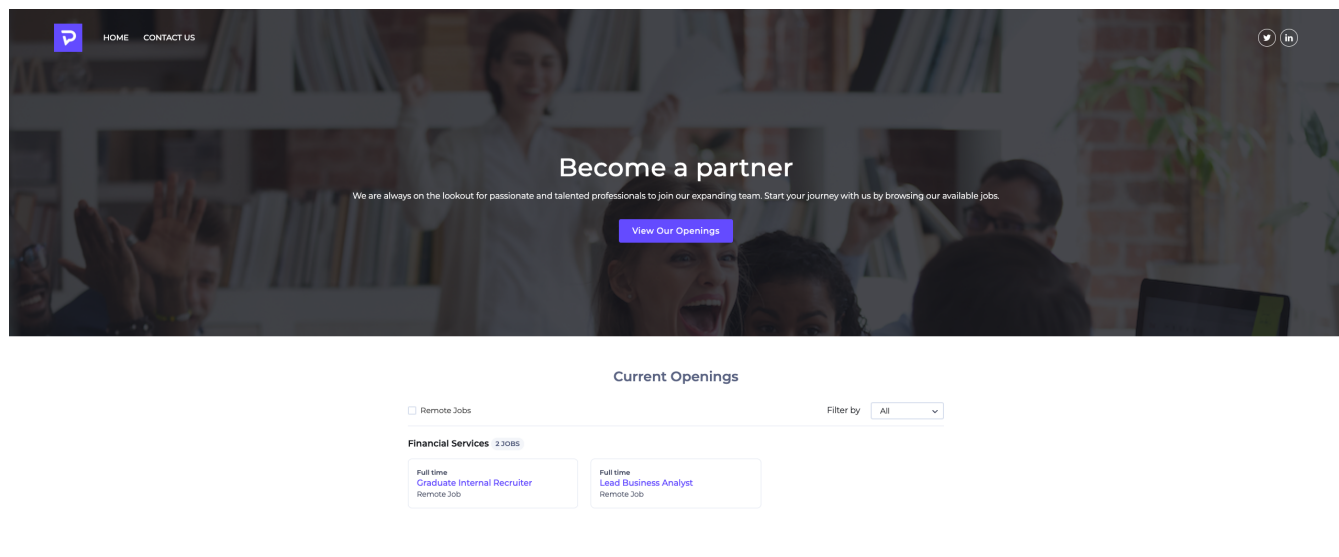 HOME CONTACT US
Become a partner
We are always on the lookout for passionate and talented professionals to join our expanding team. Start your journey with us by browsing our available jobs.
View Our Openings
Current Openings
Remote Jobs
Filter by All
Financial Services 2 JOBS
Full time
Graduate Internal Recruiter
Remote Job
Full time
Lead Business Analyst
Remote Job